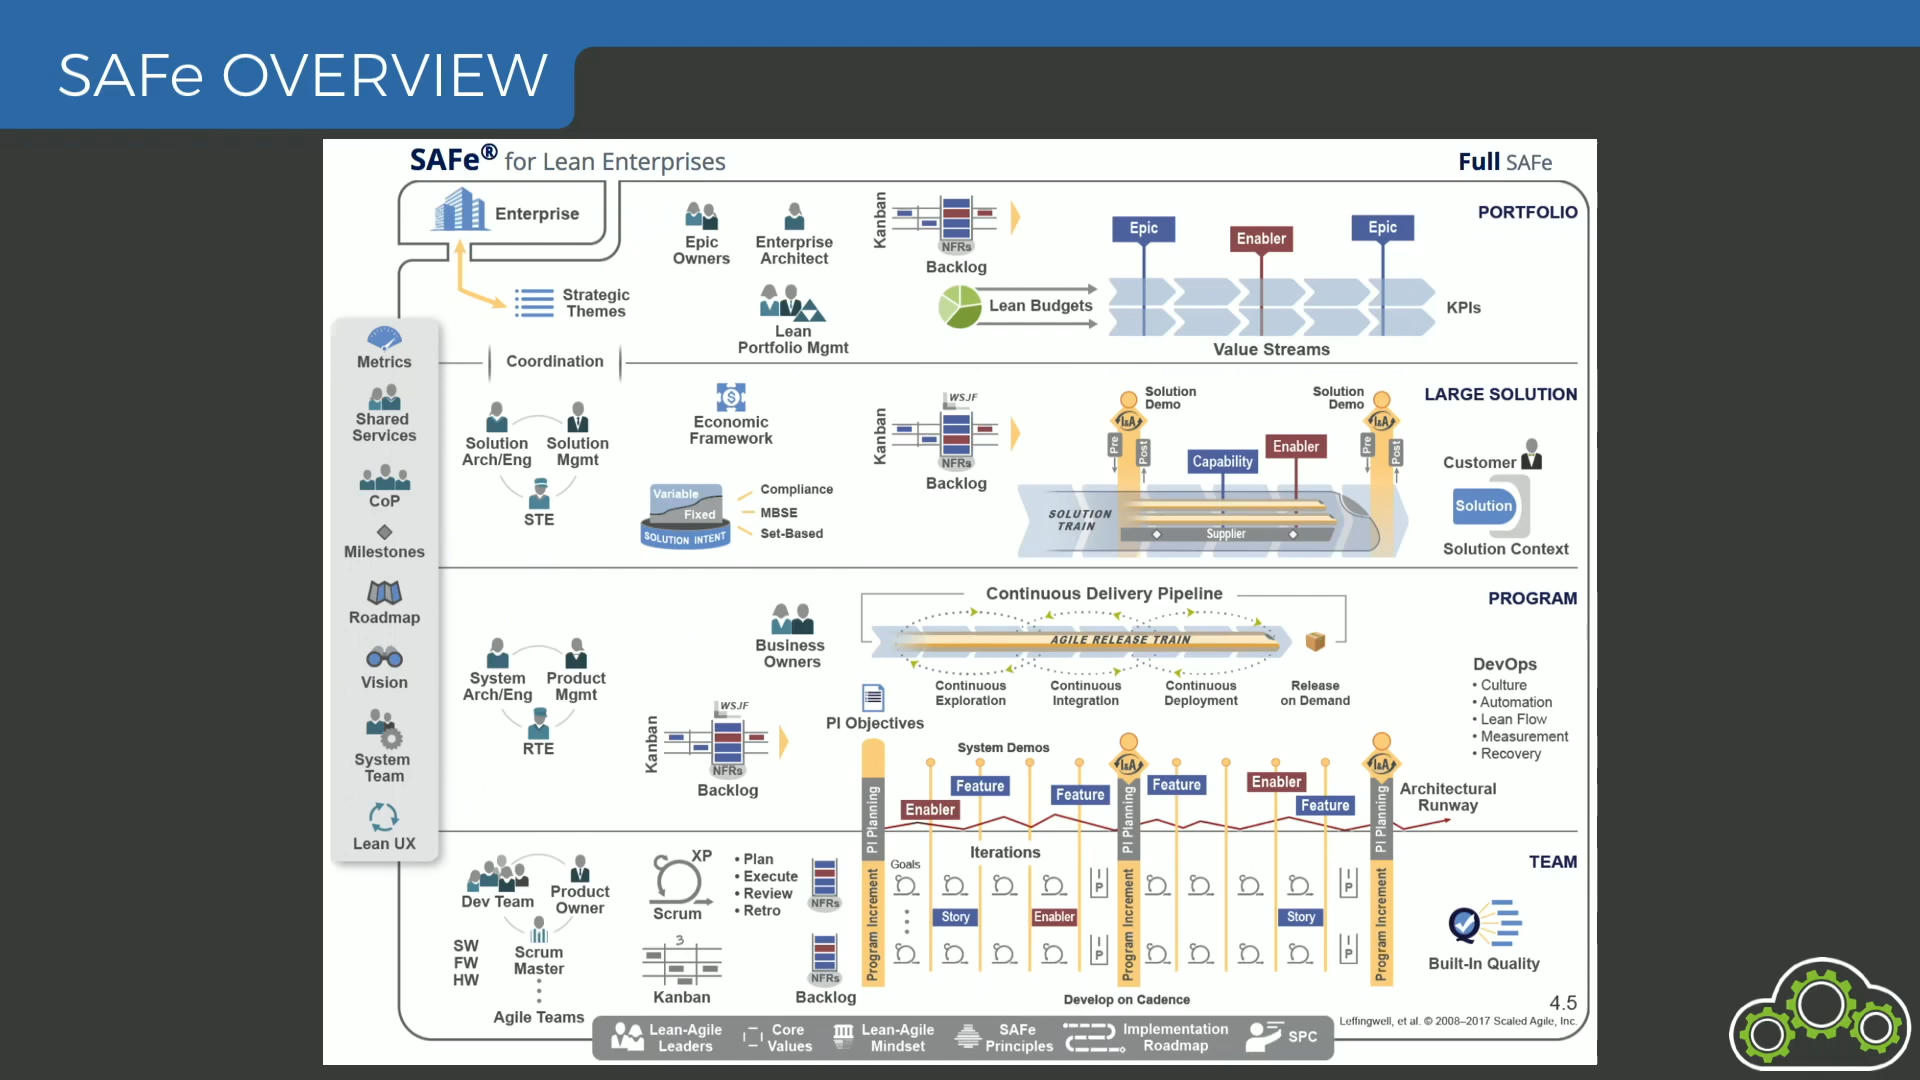 SAFe OVERVIEW
SAFe® for Lean Enterprises
Full SAFe
Enterprise
Strategic
Themes
Epic
Owners
Enterprise
Architect
Lean
Portfolio Mgmt
Kanban
NFRs
Backlog
Lean Budgets
Epic
Enabler
Epic
Value Streams
KPIs
PORTFOLIO
Metrics
Shared
Services
CoP
Milestones
Roadmap
Vision
System
Team
Lean UX
Coordination
Solution
Arch/Eng
Solution
Mgmt
STE
Economic
Framework
Variable
Fixed
SOLUTION INTENT
Compliance
MBSE
Set-Based
Kanban
WSJF
NFRs
Backlog
Solution
Demo
I&A
Pre
Post
Capability
Enabler
Solution
Demo
I&A
Pre
Post
SOLUTION
TRAIN
Supplier
LARGE SOLUTION
Customer
Solution
Solution Context
System
Arch/Eng
Product
Mgmt
RTE
Business
Owners
Kanban
WSJF
NFRs
Backlog
PI Objectives
Continuous Delivery Pipeline
AGILE RELEASE TRAIN
Continuous
Exploration
Continuous
Integration
Continuous
Deployment
Release
on Demand
PROGRAM
DevOps
• Culture
• Automation
• Lean Flow
• Measurement
• Recovery
System Demos
Enabler
Feature
Feature
I&A
Feature
Enabler
Feature
I&A
Architectural
Runway
PI Planning
PI Planning
PI Planning
Dev Team
Product
Owner
Scrum
Master
SW
FW
HW
Agile Teams
XP
Scrum
• Plan
• Execute
• Review
• Retro
NFRs
3
Kanban
NFRs
Backlog
Program Increment
Goals
Iterations
Story
Enabler
I
P
I
P
Program Increment
Story
I
P
I
P
Program Increment
Develop on Cadence
TEAM
Built-In Quality
4.5
Leffingwell, et al. © 2008–2017 Scaled Agile, Inc.
Lean-Agile
Leaders
Core
Values
Lean-Agile
Mindset
SAFe
Principles
Implementation
Roadmap
SPC